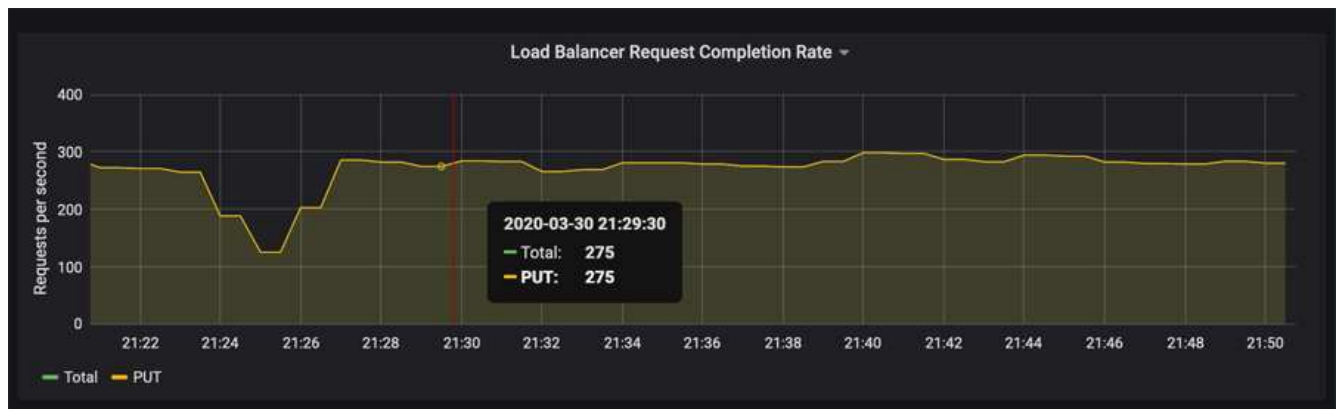 Load Balancer Request Completion Rate
400
300
200
100
0
Requests per second
2020-03-30 21:29:30
Total: 275
PUT: 275
21:22 21:24 21:26 21:28 21:30 21:32 21:34 21:36 21:38 21:40 21:42 21:44 21:46 21:48 21:50
Total PUT